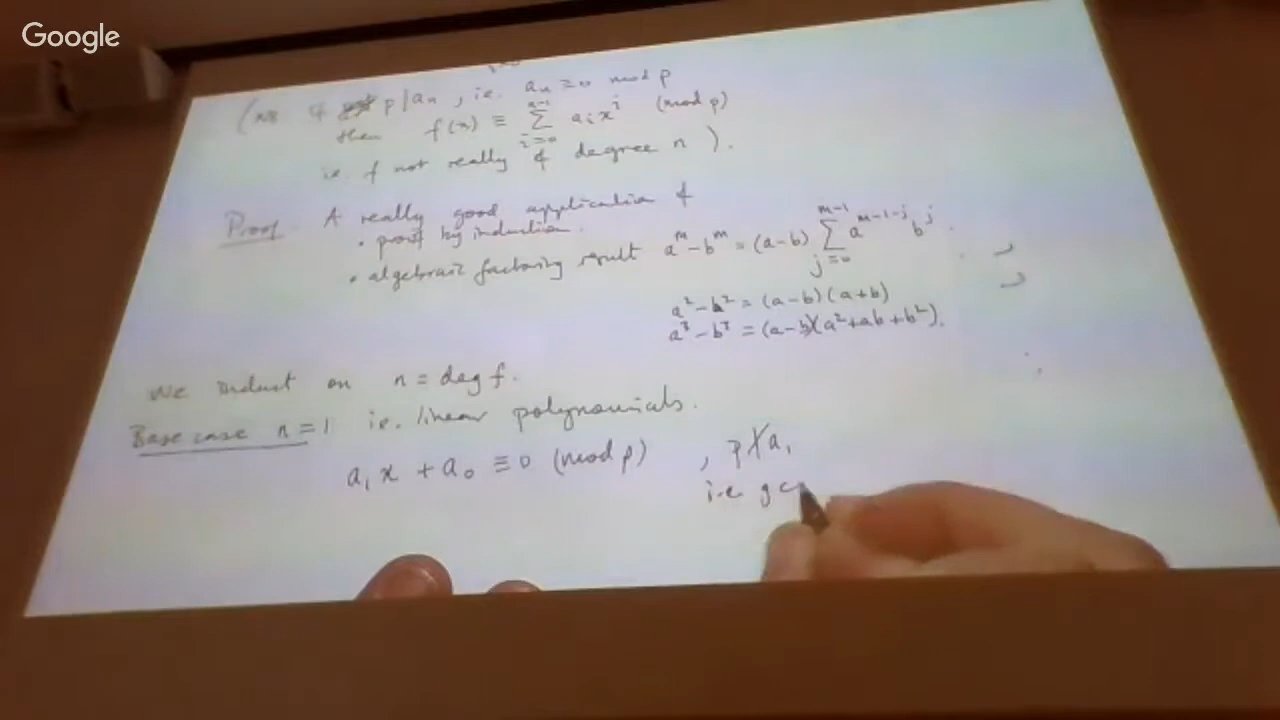 Google
(NB if p|aₙ, i.e. aₙ ≡ 0 mod p
then f(x) ≡ ∑_{i=0}^{n-1} aᵢxⁱ (mod p)
i.e. f not really of degree n).
Proof. A really good application of
• proof by induction.
• algebraic factoring result aᵐ-bᵐ = (a-b) ∑_{j=0}^{m-1} a^{m-1-j} bʲ.
a²-b² = (a-b)(a+b)
a³-b³ = (a-b)(a²+ab+b²).
We induct on n = deg f.
Base case n=1 i.e. linear polynomials.
a₁x + a₀ ≡ 0 (mod p) , p∤a₁
i.e. gc